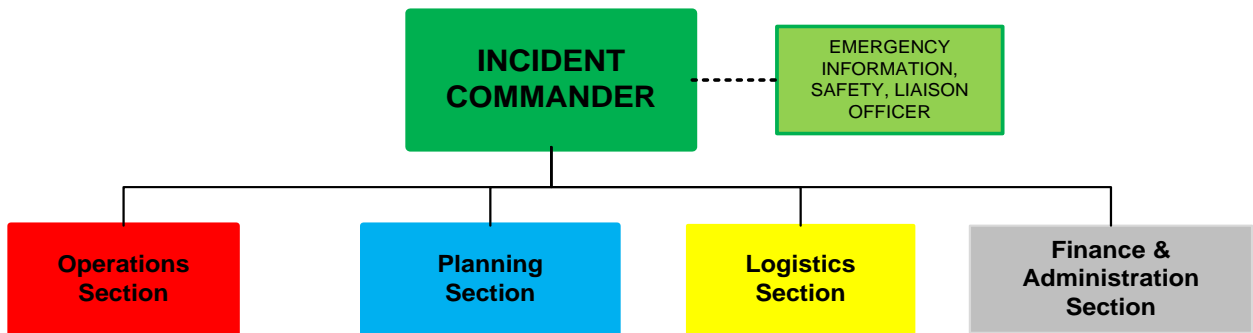 INCIDENT
COMMANDER
EMERGENCY
INFORMATION,
SAFETY, LIAISON
OFFICER
Operations
Section
Planning
Section
Logistics
Section
Finance &
Administration
Section